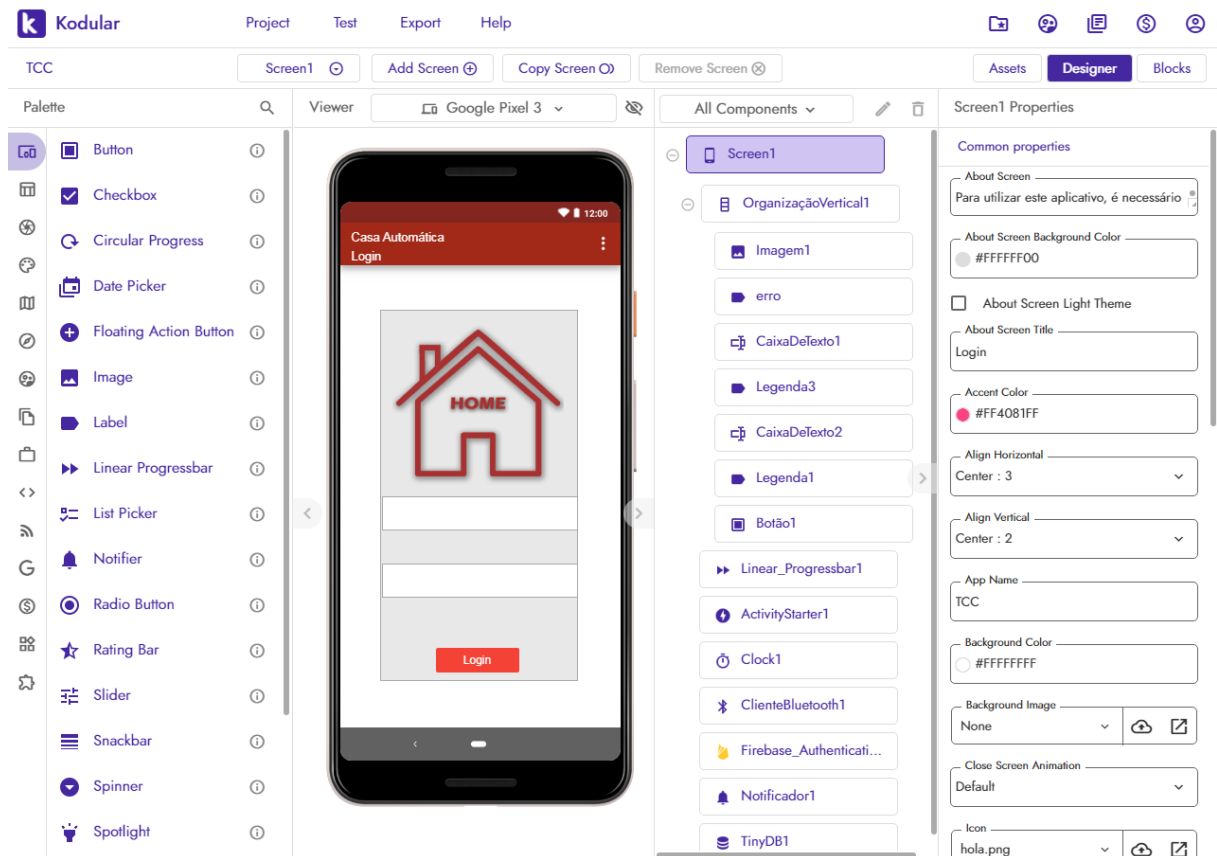 Kodular Project Test Export Help
TCC Screen1 Add Screen Copy Screen Remove Screen Assets Designer Blocks
Palette
Button
Checkbox
Circular Progress
Date Picker
Floating Action Button
Image
Label
Linear Progressbar
List Picker
Notifier
Radio Button
Rating Bar
Slider
Snackbar
Spinner
Spotlight
Viewer Google Pixel 3
12:00
Casa Automática
Login
HOME
Login
All Components
Screen1
OrganizaçãoVertical1
Imagem1
erro
CaixaDeTexto1
Legenda3
CaixaDeTexto2
Legenda1
Botão1
Linear_Progressbar1
ActivityStarter1
Clock1
ClienteBluetooth1
Firebase_Authenticati...
Notificador1
TinyDB1
Screen1 Properties
Common properties
About Screen
Para utilizar este aplicativo, é necessário
About Screen Background Color
#FFFFFF00
About Screen Light Theme
About Screen Title
Login
Accent Color
#FF4081FF
Align Horizontal
Center : 3
Align Vertical
Center : 2
App Name
TCC
Background Color
#FFFFFFFF
Background Image
None
Close Screen Animation
Default
Icon
hola.png